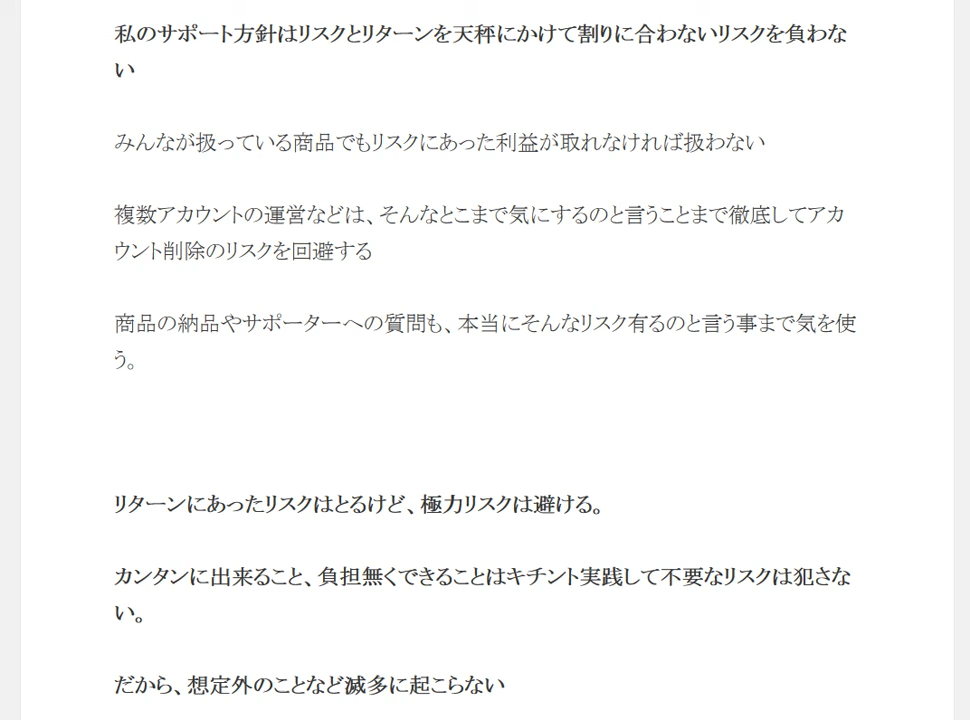 私のサポート方針はリスクとリターンを天秤にかけて割りに合わないリスクを負わな
い
みんなが扱っている商品でもリスクにあった利益が取れなければ扱わない
複数アカウントの運営などは、そんなとこまで気にするのと言うことまで徹底してアカ
ウント削除のリスクを回避する
商品の納品やサポーターへの質問も、本当にそんなリスク有るのと言う事まで気を使
う。
リターンにあったリスクはとるけど、極力リスクは避ける。
カンタンに出来ること、負担無くできることはキチント実践して不要なリスクは犯さな
い。
だから、想定外のことなど滅多に起こらない